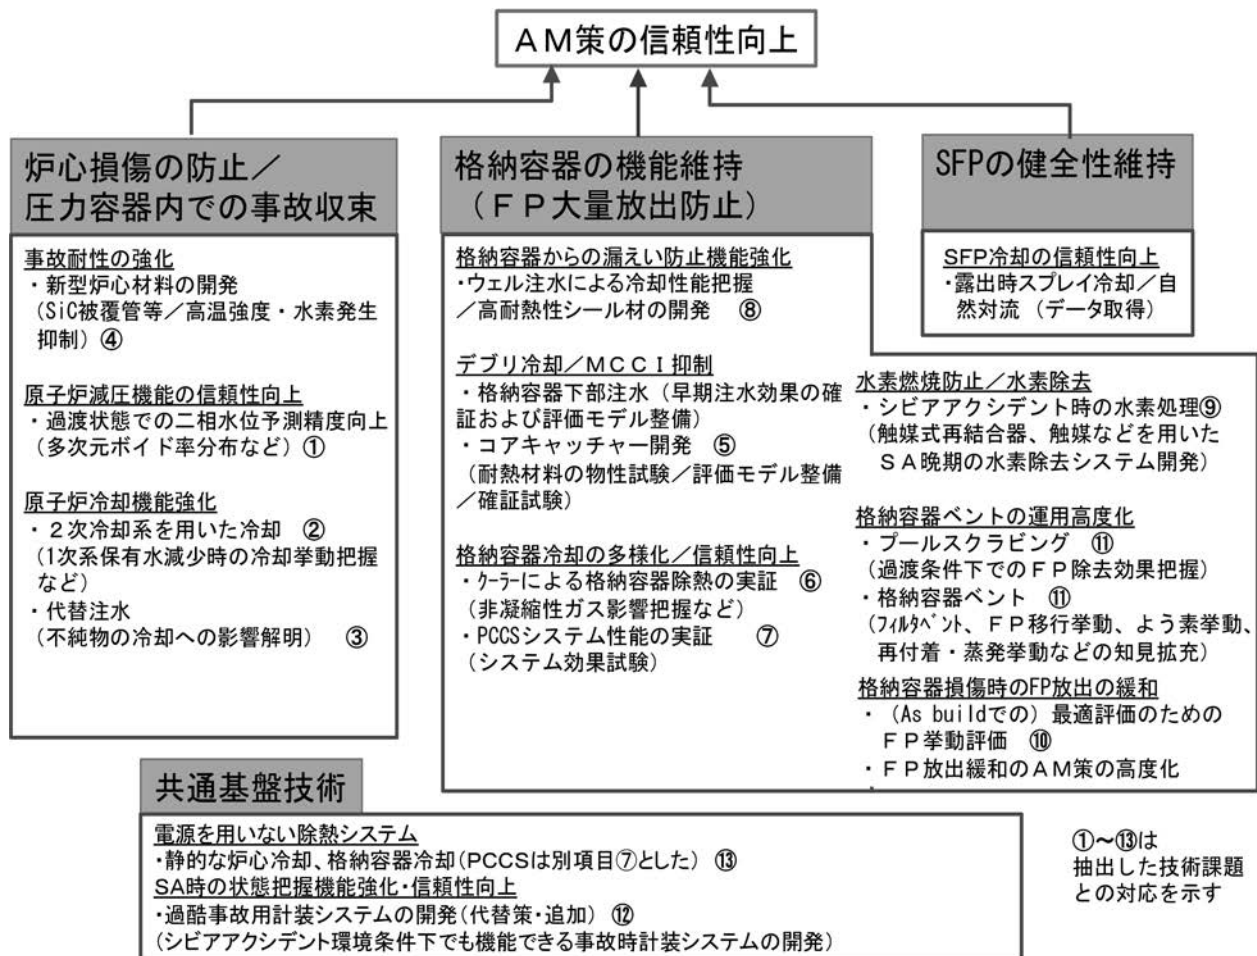 ＡＭ策の信頼性向上
炉心損傷の防止／
圧力容器内での事故収束
事故耐性の強化
・新型炉心材料の開発
(SiC被覆管等／高温強度・水素発生
抑制) ④
原子炉減圧機能の信頼性向上
・過渡状態での二相水位予測精度向上
(多次元ボイド率分布など) ①
原子炉冷却機能強化
・２次冷却系を用いた冷却 ②
(1次系保有水減少時の冷却挙動把握
など)
・代替注水
(不純物の冷却への影響解明) ③
格納容器の機能維持
（ＦＰ大量放出防止）
格納容器からの漏えい防止機能強化
・ウェル注水による冷却性能把握
／高耐熱性シール材の開発 ⑧
デブリ冷却／ＭＣＣＩ抑制
・格納容器下部注水（早期注水効果の確
証および評価モデル整備）
・コアキャッチャー開発 ⑤
(耐熱材料の物性試験／評価モデル整備
／確証試験)
格納容器冷却の多様化／信頼性向上
・ｸｰﾗｰによる格納容器除熱の実証 ⑥
(非凝縮性ガス影響把握など)
・PCCSシステム性能の実証 ⑦
(システム効果試験)
水素燃焼防止／水素除去
・シビアアクシデント時の水素処理⑨
(触媒式再結合器、触媒などを用いた
ＳＡ晩期の水素除去システム開発)
格納容器ベントの運用高度化
・プールスクラビング ⑪
(過渡条件下でのＦＰ除去効果把握)
・格納容器ベント ⑪
(ﾌｨﾙﾀﾍﾞﾝﾄ、ＦＰ移行挙動、よう素挙動、
再付着・蒸発挙動などの知見拡充)
格納容器損傷時のFP放出の緩和
・（As buildでの）最適評価のための
ＦＰ挙動評価 ⑩
・ＦＰ放出緩和のＡＭ策の高度化
SFPの健全性維持
SFP冷却の信頼性向上
・露出時スプレイ冷却／自
然対流（データ取得）
共通基盤技術
電源を用いない除熱システム
・静的な炉心冷却、格納容器冷却(PCCSは別項目⑦とした) ⑬
SA時の状態把握機能強化・信頼性向上
・過酷事故用計装システムの開発(代替策・追加) ⑫
(シビアアクシデント環境条件下でも機能できる事故時計装システムの開発)
①～⑬は
抽出した技術課題
との対応を示す